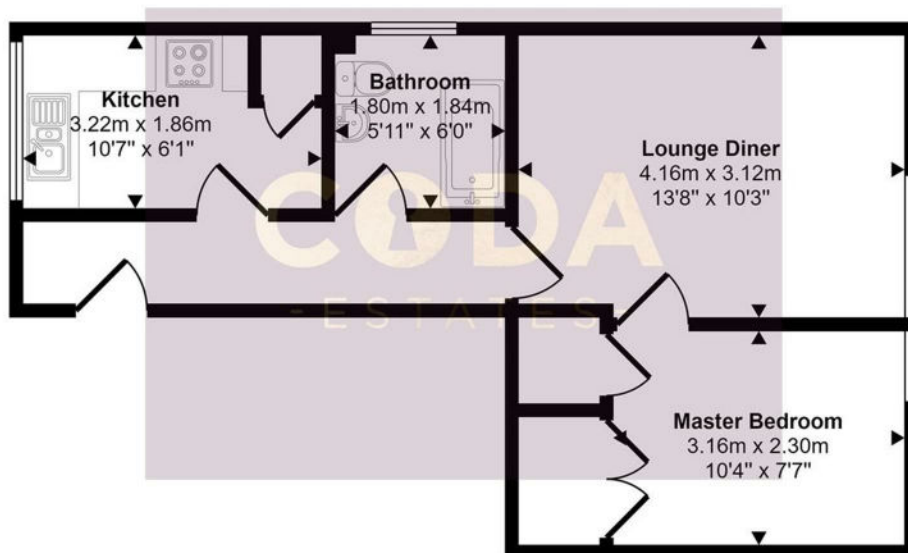 Kitchen
3.22m x 1.86m
10'7" x 6'1"
Bathroom
1.80m x 1.84m
5'11" x 6'0"
Lounge Diner
4.16m x 3.12m
13'8" x 10'3"
CODA
-ESTATES-
Master Bedroom
3.16m x 2.30m
10'4" x 7'7"